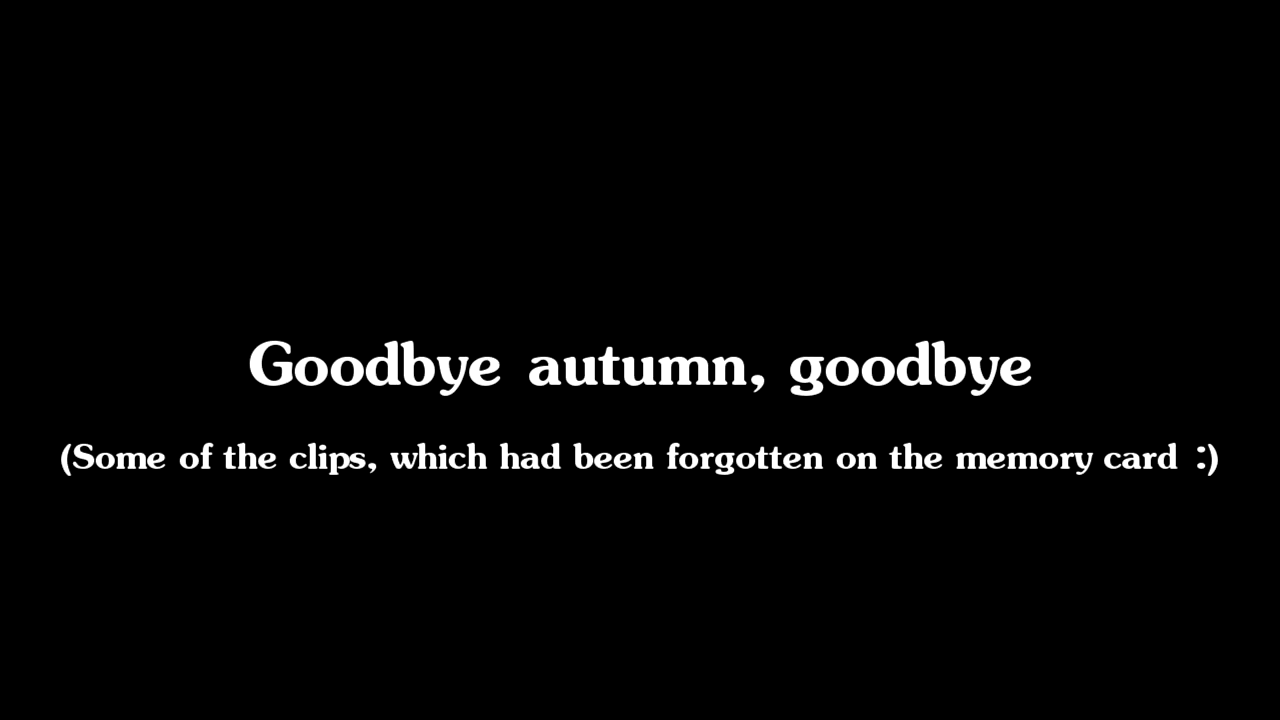 Goodbye autumn, goodbye
(Some of the clips, which had been forgotten on the memory card :)